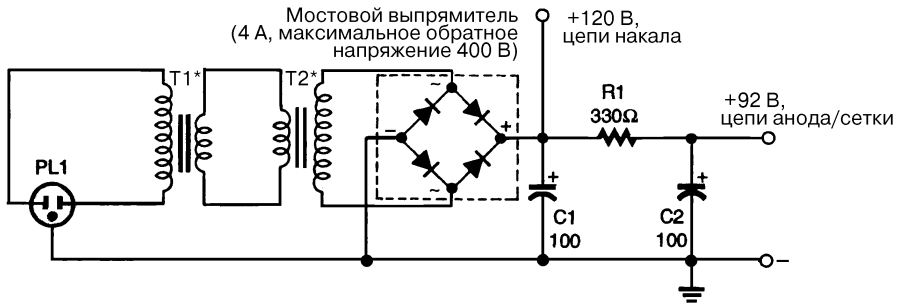 Мостовой выпрямитель
(4 А, максимальное обратное
напряжение 400 В)
+120 В,
цепи накала
T1*
T2*
~
R1
330Ω
+92 В,
цепи анода/сетки
–
+
PL1
~
+
C1
100
+
C2
100
–